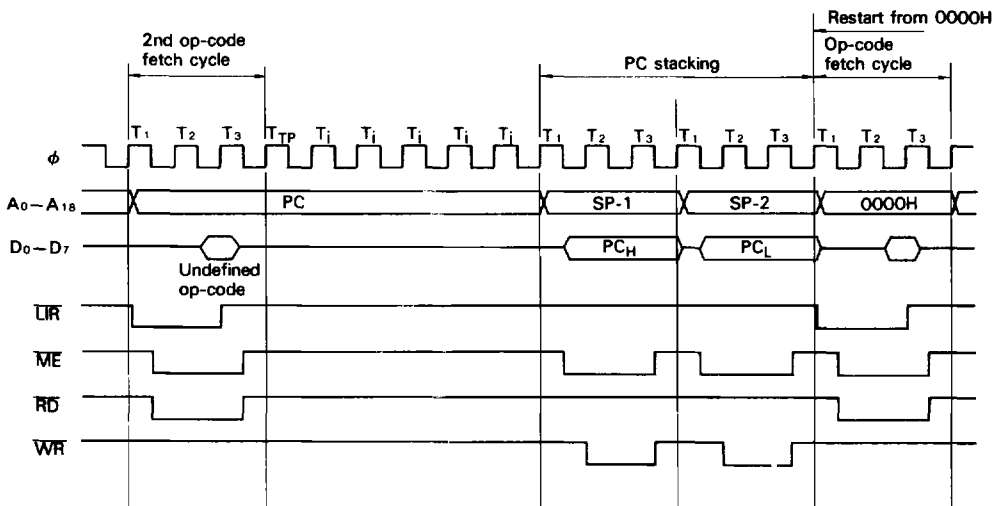 Restart from 0000H
2nd op-code
fetch cycle
PC stacking
Op-code
fetch cycle
T1 T2 T3 TTP Ti Ti Ti Ti Ti T1 T2 T3 T1 T2 T3 T1 T2 T3
φ
A0~A18 PC SP-1 SP-2 0000H
D0~D7 PCH PCL
Undefined
op-code
LIR
ME
RD
WR